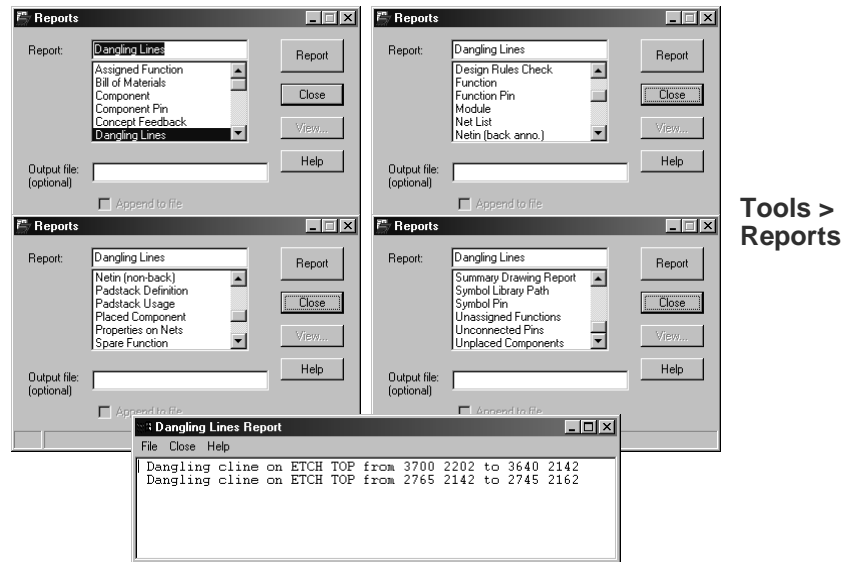 Reports
Report:
Dangling Lines
Assigned Function
Bill of Materials
Component
Component Pin
Concept Feedback
Dangling Lines
Report
Close
View...
Help
Output file:
(optional)
Append to file
Reports
Report:
Dangling Lines
Design Rules Check
Function
Function Pin
Module
Net List
Netin (back anno.)
Report
Close
View...
Help
Output file:
(optional)
Append to file
Tools >
Reports
Reports
Report:
Dangling Lines
Netin (non-back)
Padstack Definition
Padstack Usage
Placed Component
Properties on Nets
Spare Function
Report
Close
View...
Help
Output file:
(optional)
Append to file
Reports
Report:
Dangling Lines
Summary Drawing Report
Symbol Library Path
Symbol Pin
Unassigned Functions
Unconnected Pins
Unplaced Components
Report
Close
View...
Help
Output file:
(optional)
Append to file
Dangling Lines Report
File Close Help
Dangling cline on ETCH TOP from 3700 2202 to 3640 2142
Dangling cline on ETCH TOP from 2765 2142 to 2745 2162